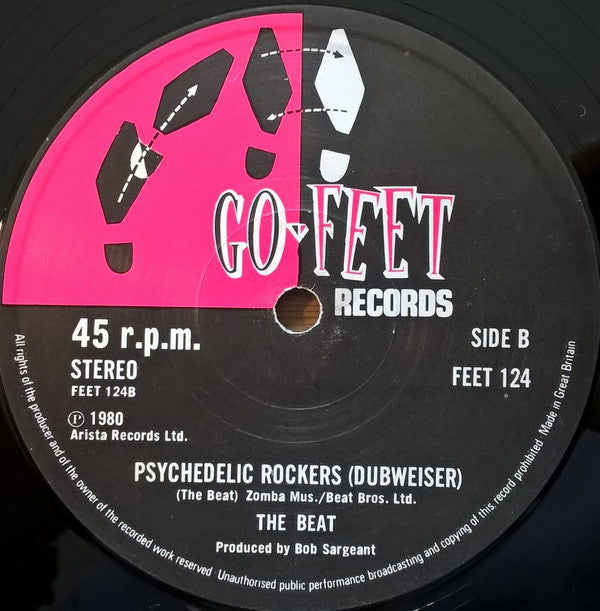 GO-FEET
RECORDS
45 r.p.m.
STEREO
FEET 124B
SIDE B
FEET 124
Ⓟ 1980
Arista Records Ltd.
PSYCHEDELIC ROCKERS (DUBWEISER)
(The Beat) Zomba Mus./Beat Bros. Ltd.
THE BEAT
Produced by Bob Sargeant
All rights of the producer and of the owner of the recorded work reserved · Unauthorised public performance broadcasting and copying of this record prohibited · Made in Great Britain